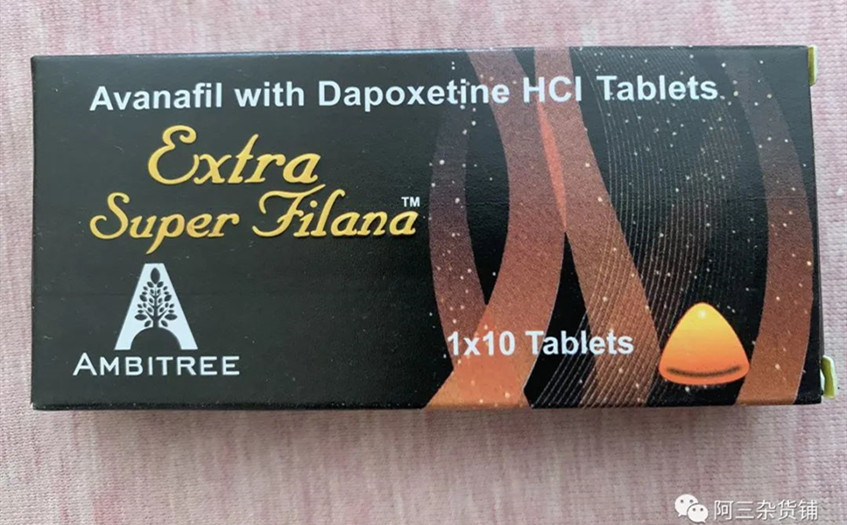 Avanafil with Dapoxetine HCl Tablets
Extra
Super Filana™
A
AMBITREE
1x10 Tablets
阿三杂货铺